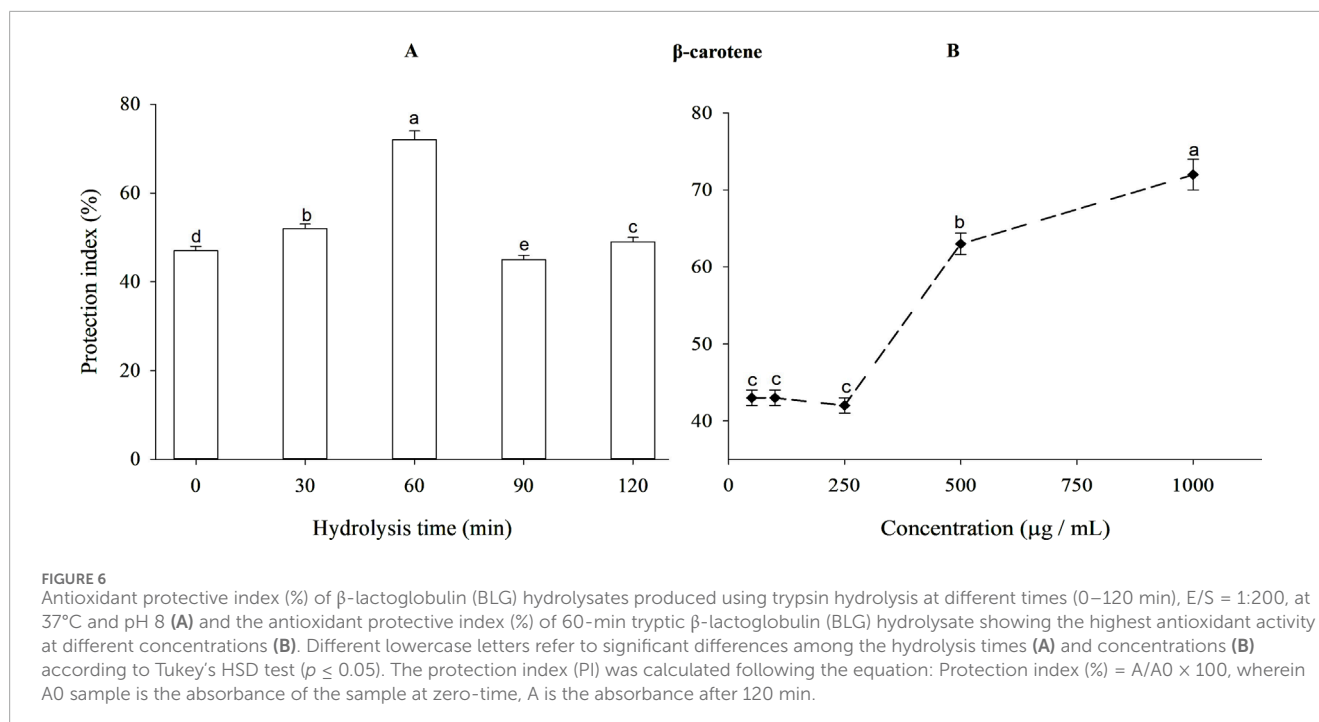 A β-carotene B
80
60
40
20
0
Protection index (%)
d
b
a
e
c
0 30 60 90 120
Hydrolysis time (min)
80
70
60
50
40
c c c b a
0 250 500 750 1000
Concentration (μg / mL)
FIGURE 6
Antioxidant protective index (%) of β-lactoglobulin (BLG) hydrolysates produced using trypsin hydrolysis at different times (0–120 min), E/S = 1:200, at
37°C and pH 8 (A) and the antioxidant protective index (%) of 60-min tryptic β-lactoglobulin (BLG) hydrolysate showing the highest antioxidant activity
at different concentrations (B). Different lowercase letters refer to significant differences among the hydrolysis times (A) and concentrations (B)
according to Tukey's HSD test (p ≤ 0.05). The protection index (PI) was calculated following the equation: Protection index (%) = A/A0 × 100, wherein
A0 sample is the absorbance of the sample at zero-time, A is the absorbance after 120 min.